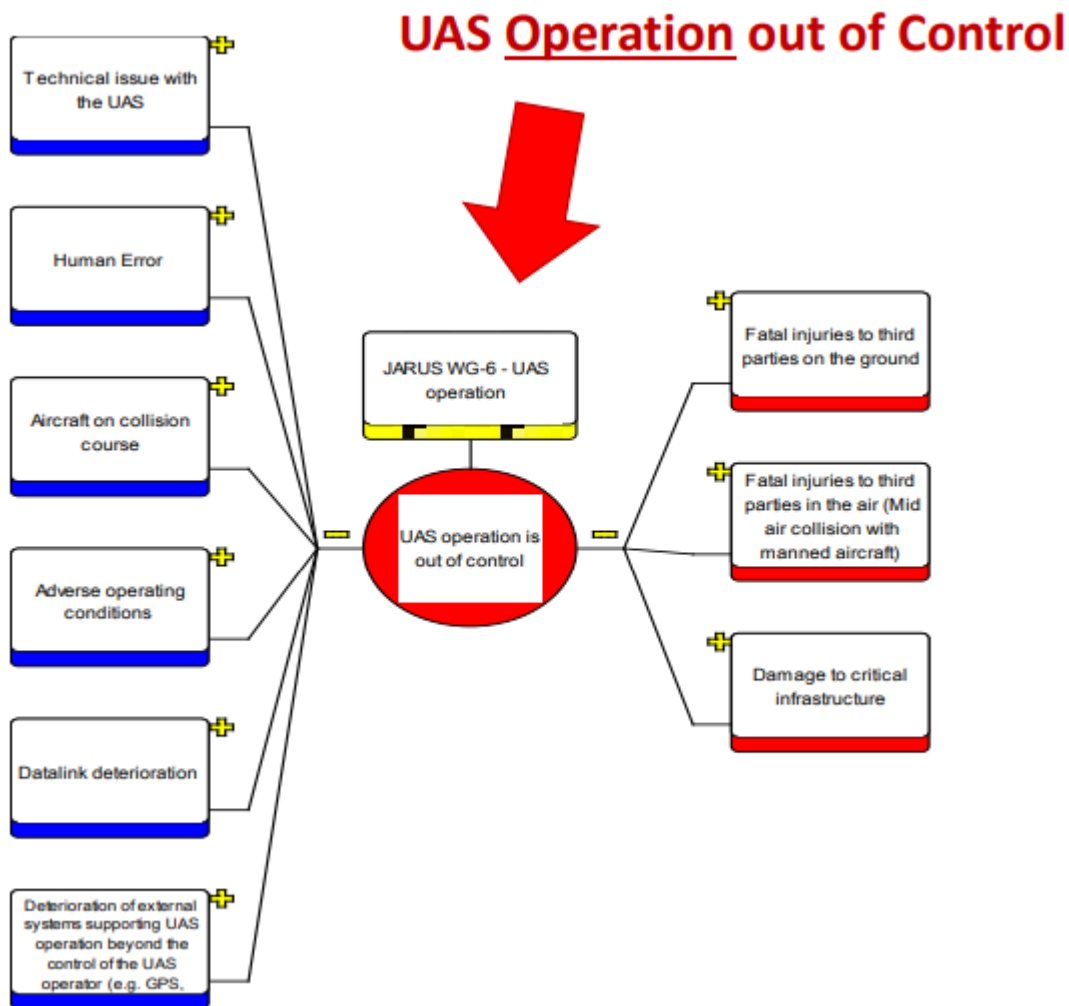 UAS Operation out of Control
Technical issue with
the UAS
Human Error
Aircraft on collision
course
Adverse operating
conditions
Datalink deterioration
Deterioration of external
systems supporting UAS
operation beyond the
control of the UAS
operator (e.g. GPS,
JARUS WG-6 - UAS
operation
UAS operation is
out of control
Fatal injuries to third
parties on the ground
Fatal injuries to third
parties in the air (Mid
air collision with
manned aircraft)
Damage to critical
infrastructure